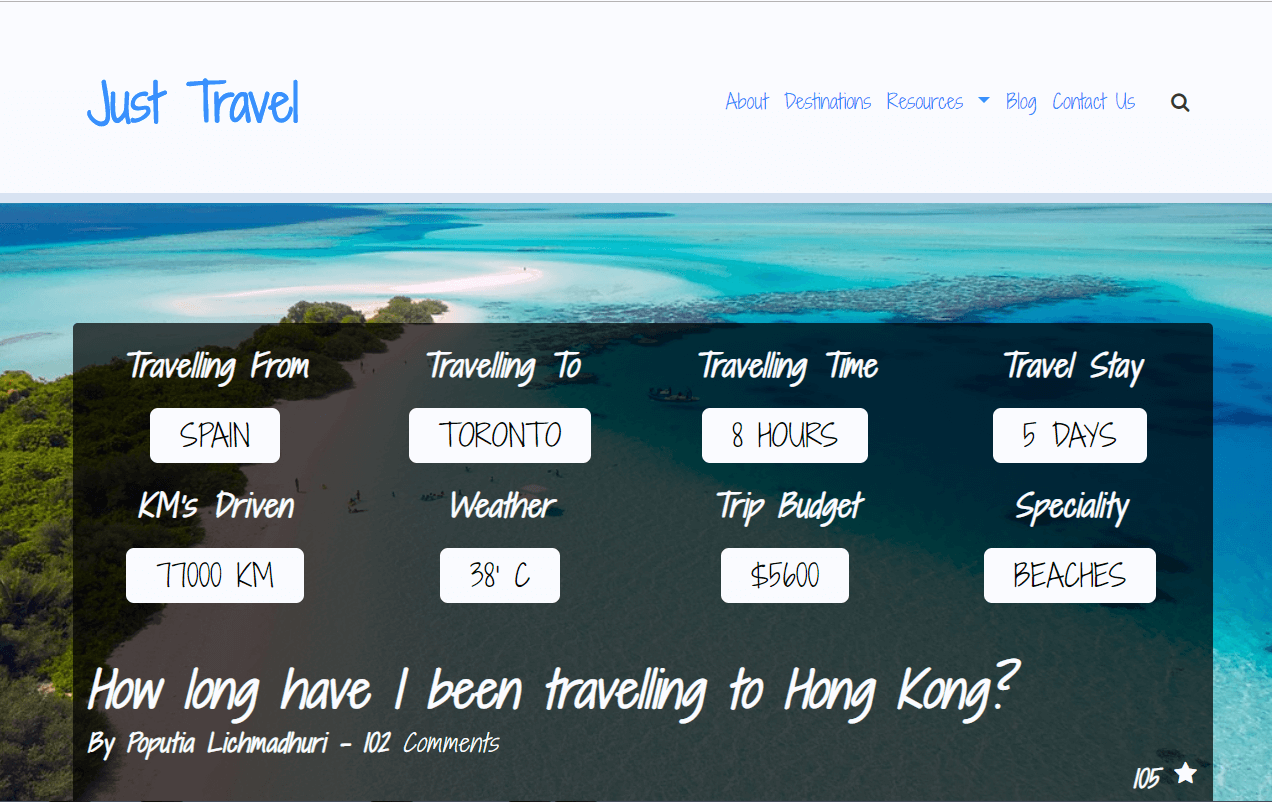 Just Travel
About Destinations Resources Blog Contact Us
Travelling From Travelling To Travelling Time Travel Stay
SPAIN TORONTO 8 HOURS 5 DAYS
KM's Driven Weather Trip Budget Speciality
77000 KM 38' C $5600 BEACHES
How long have I been travelling to Hong Kong?
By Poputia Lichmadhuri - 102 Comments
105